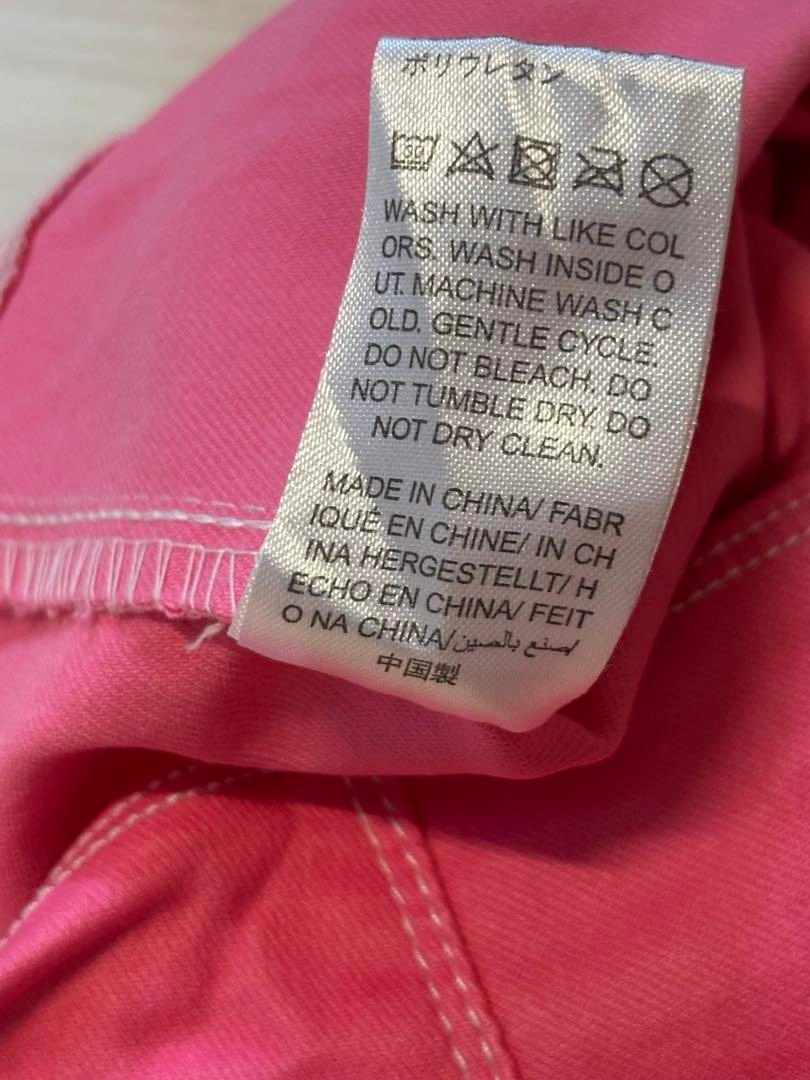 ポリウレタン
30
WASH WITH LIKE COL
ORS. WASH INSIDE O
UT. MACHINE WASH C
OLD. GENTLE CYCLE.
DO NOT BLEACH. DO
NOT TUMBLE DRY. DO
NOT DRY CLEAN.
MADE IN CHINA/ FABR
IQUÉ EN CHINE/ IN CH
INA HERGESTELLT/ H
ECHO EN CHINA/ FEIT
O NA CHINA/صنع بالصين/
中国製